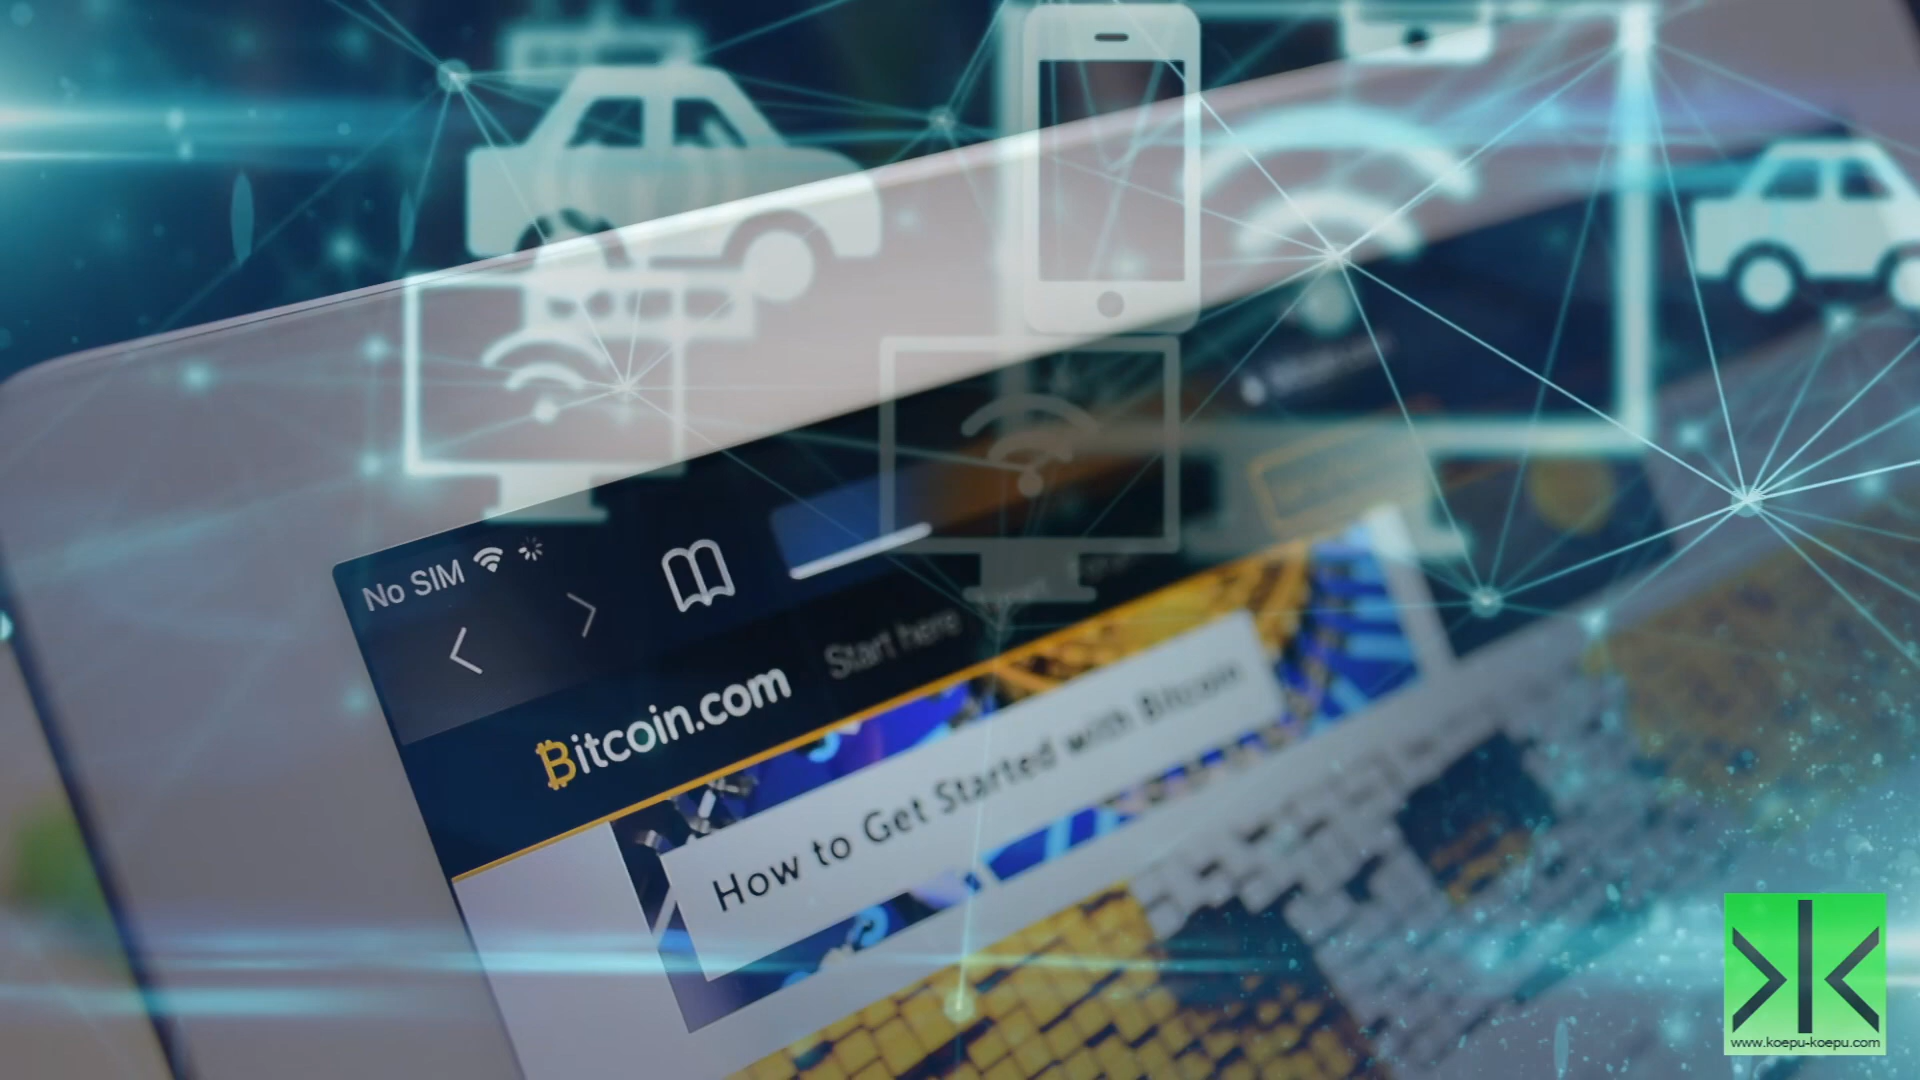 No SIM
Bitcoin.com
Start here
How to Get Started with Bitcoin
www.koepu-koepu.com